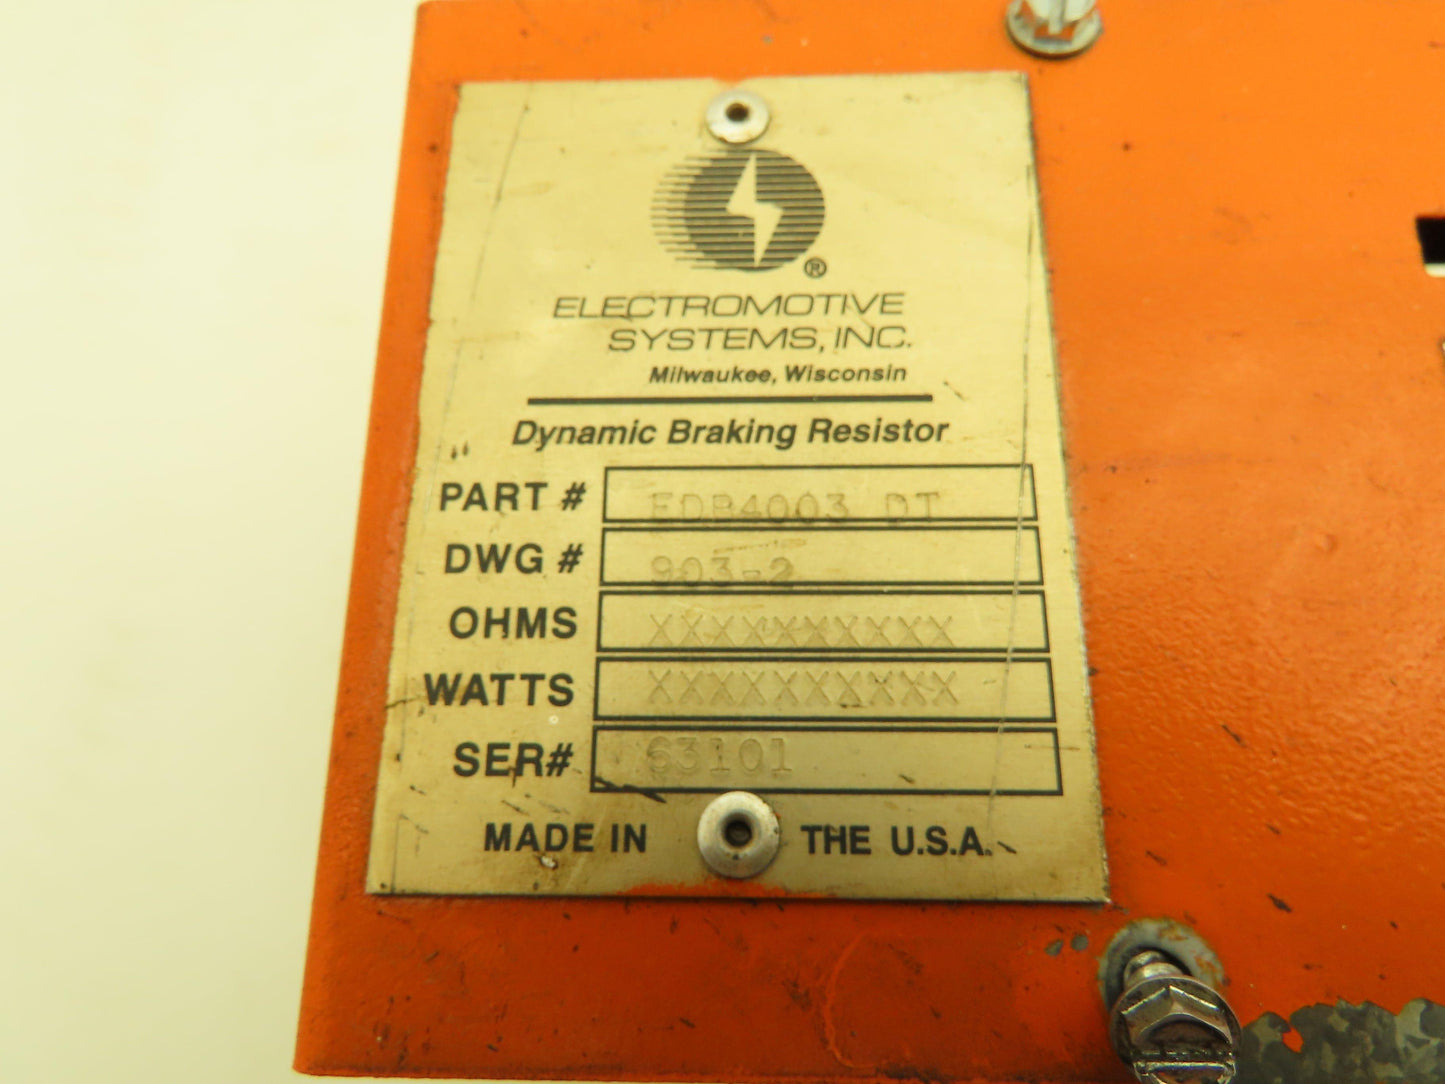 ®
ELECTROMOTIVE
SYSTEMS, INC.
Milwaukee, Wisconsin
Dynamic Braking Resistor
PART # EDB4003 DT
DWG # 903-2
OHMS XXXXXXXXXX
WATTS XXXXXXXXXX
SER# 63101
MADE IN THE U.S.A.